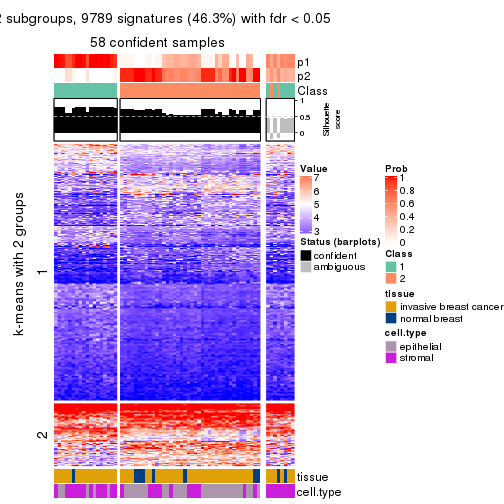 2 subgroups, 9789 signatures (46.3%) with fdr < 0.05
58 confident samples
p1
p2
Class
1
0.5
0
Silhouette
score
k-means with 2 groups
1
2
tissue
cell.type
Value
7
6
5
4
3
Status (barplots)
confident
ambiguous
Prob
1
0.8
0.6
0.4
0.2
0
Class
1
2
tissue
invasive breast cancer
normal breast
cell.type
epithelial
stromal